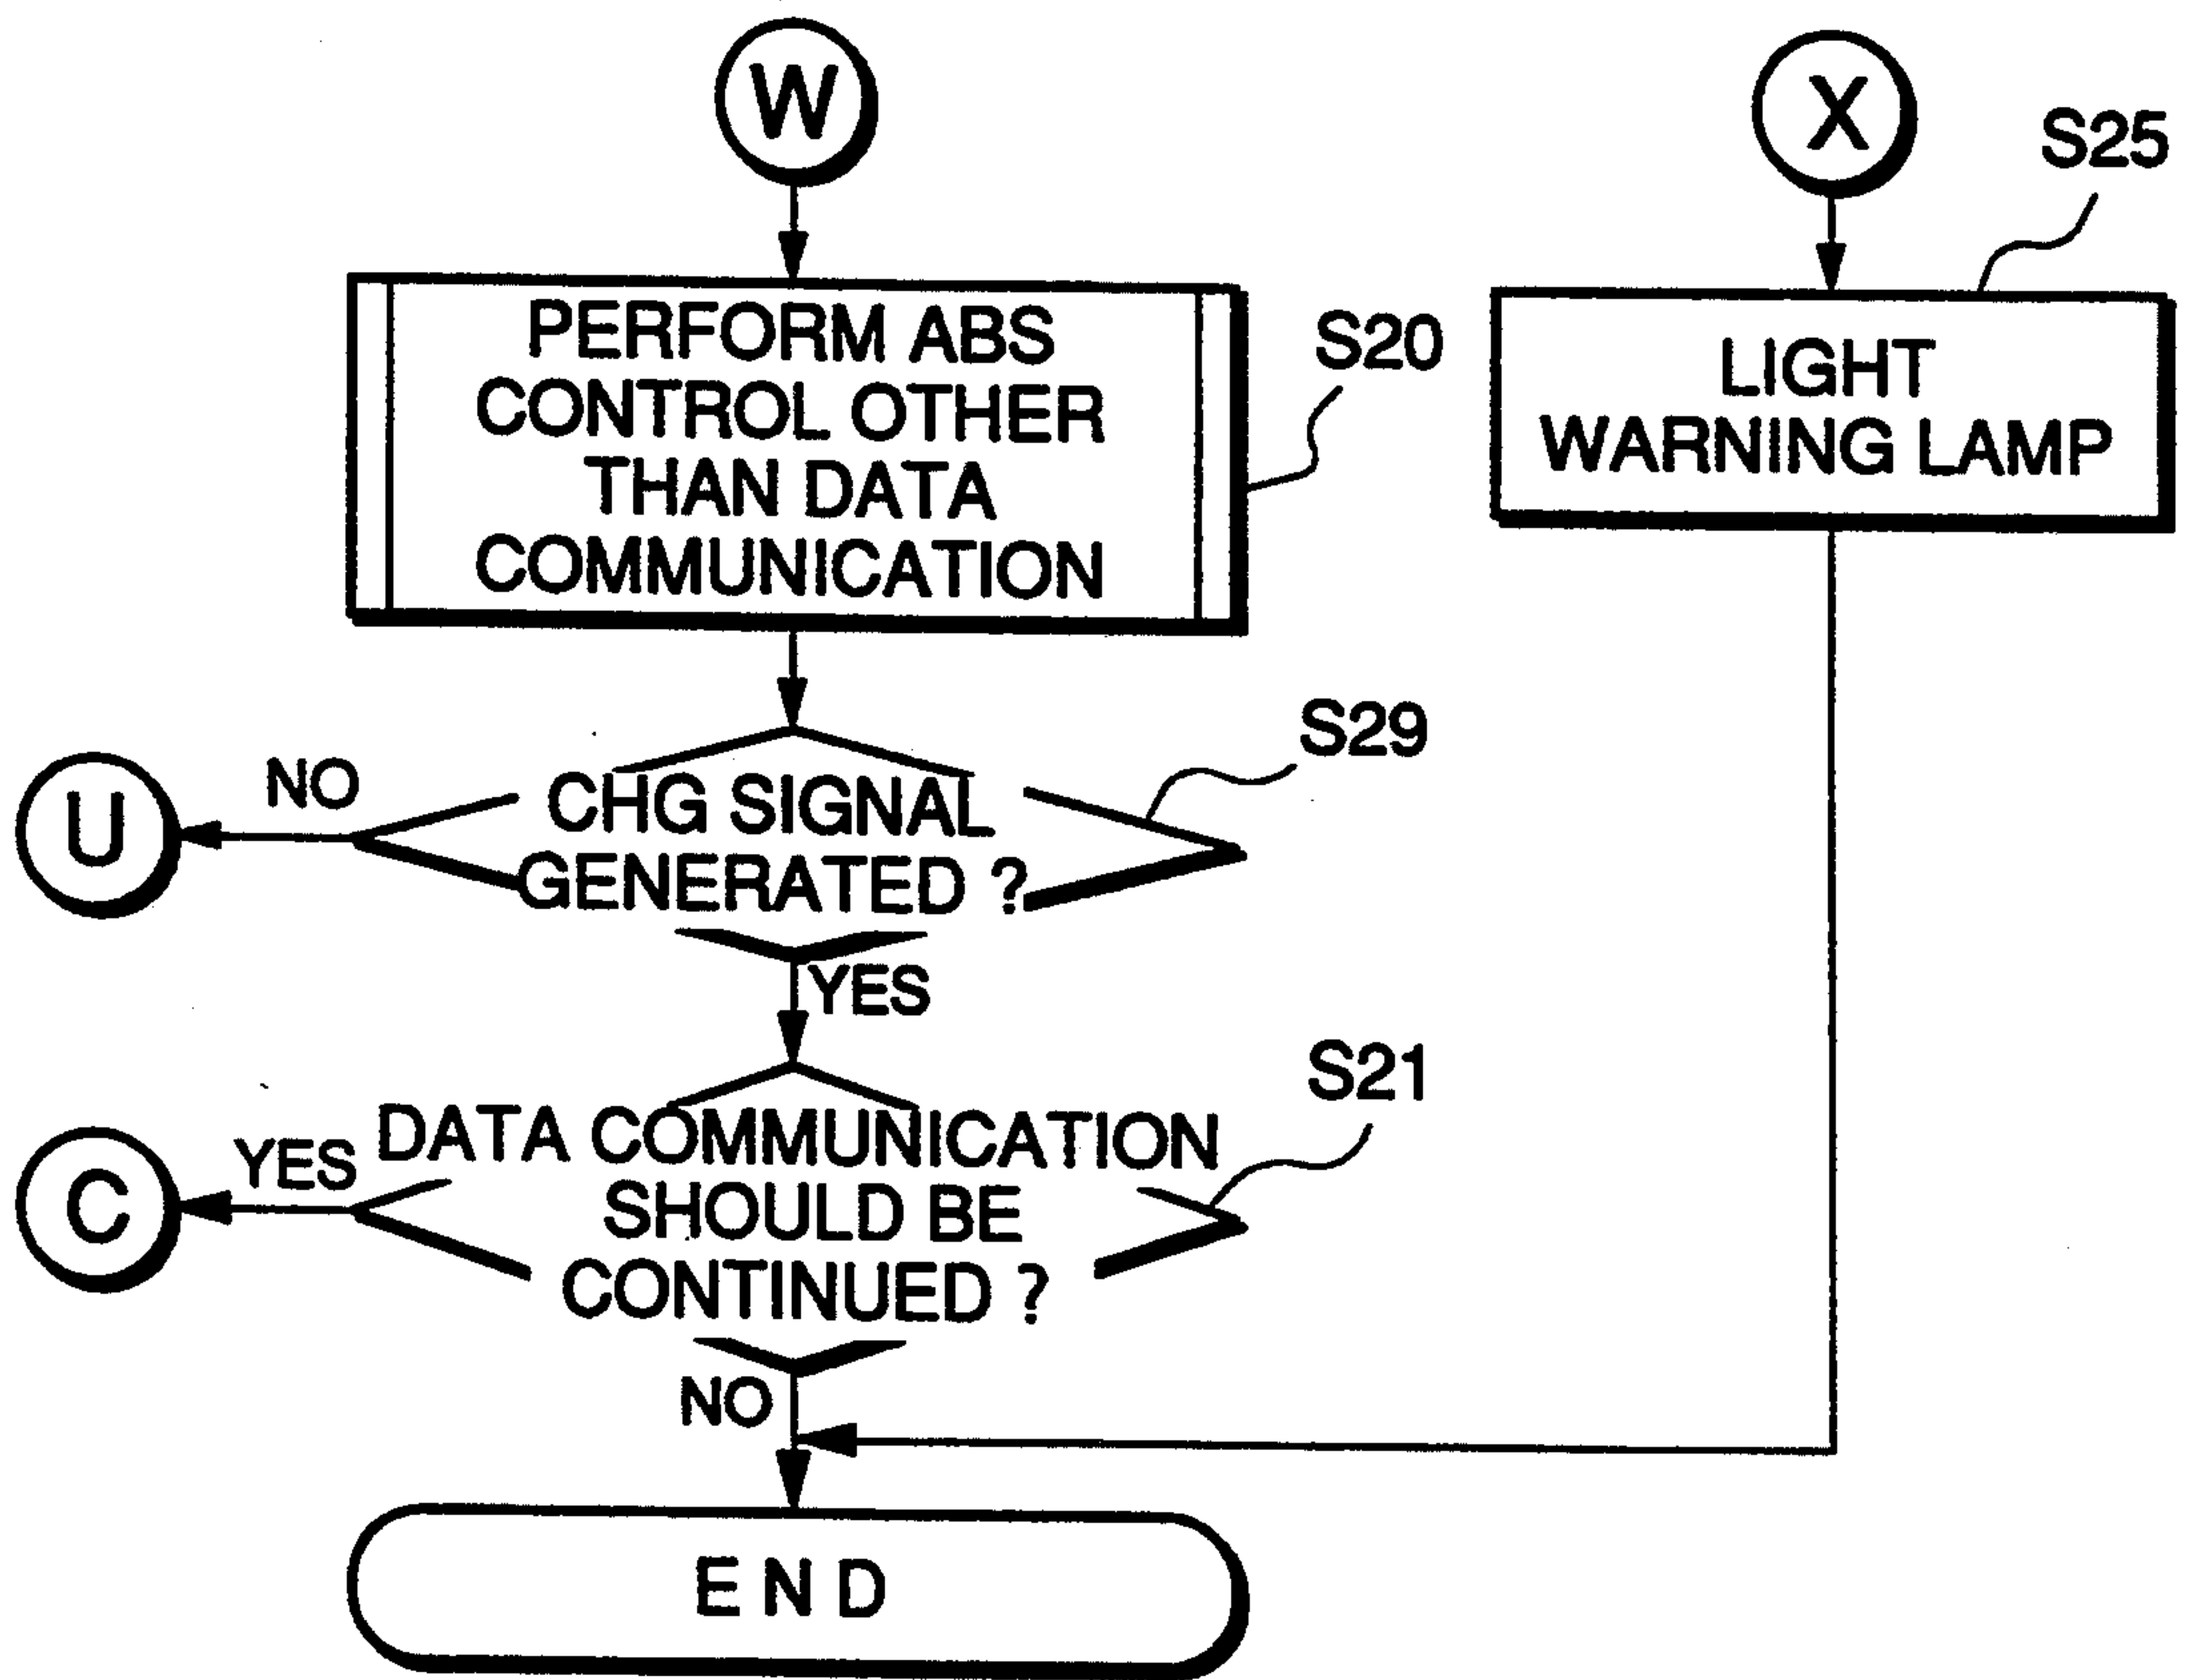 W
X
S25
PERFORM ABS
CONTROL OTHER
THAN DATA
COMMUNICATION
S20
LIGHT
WARNING LAMP
S29
U
NO
CHG SIGNAL
GENERATED ?
YES
S21
C
YES
DATA COMMUNICATION
SHOULD BE
CONTINUED ?
NO
END